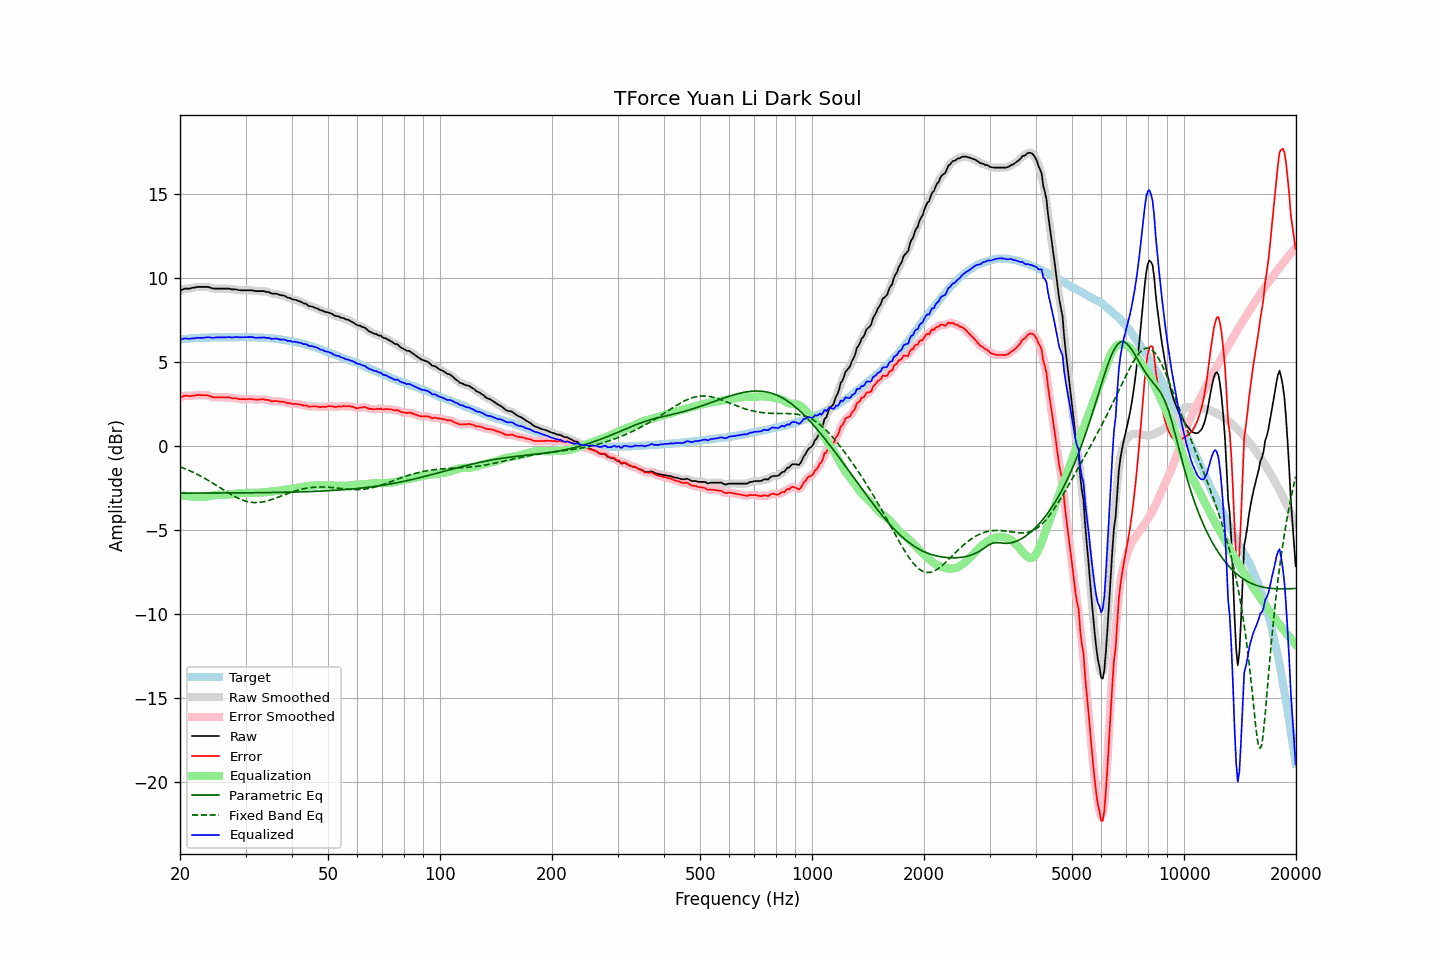 TForce Yuan Li Dark Soul
Amplitude (dBr)
15
10
5
0
−5
−10
−15
−20
Target
Raw Smoothed
Error Smoothed
Raw
Error
Equalization
Parametric Eq
Fixed Band Eq
Equalized
20 50 100 200 500 1000 2000 5000 10000 20000
Frequency (Hz)